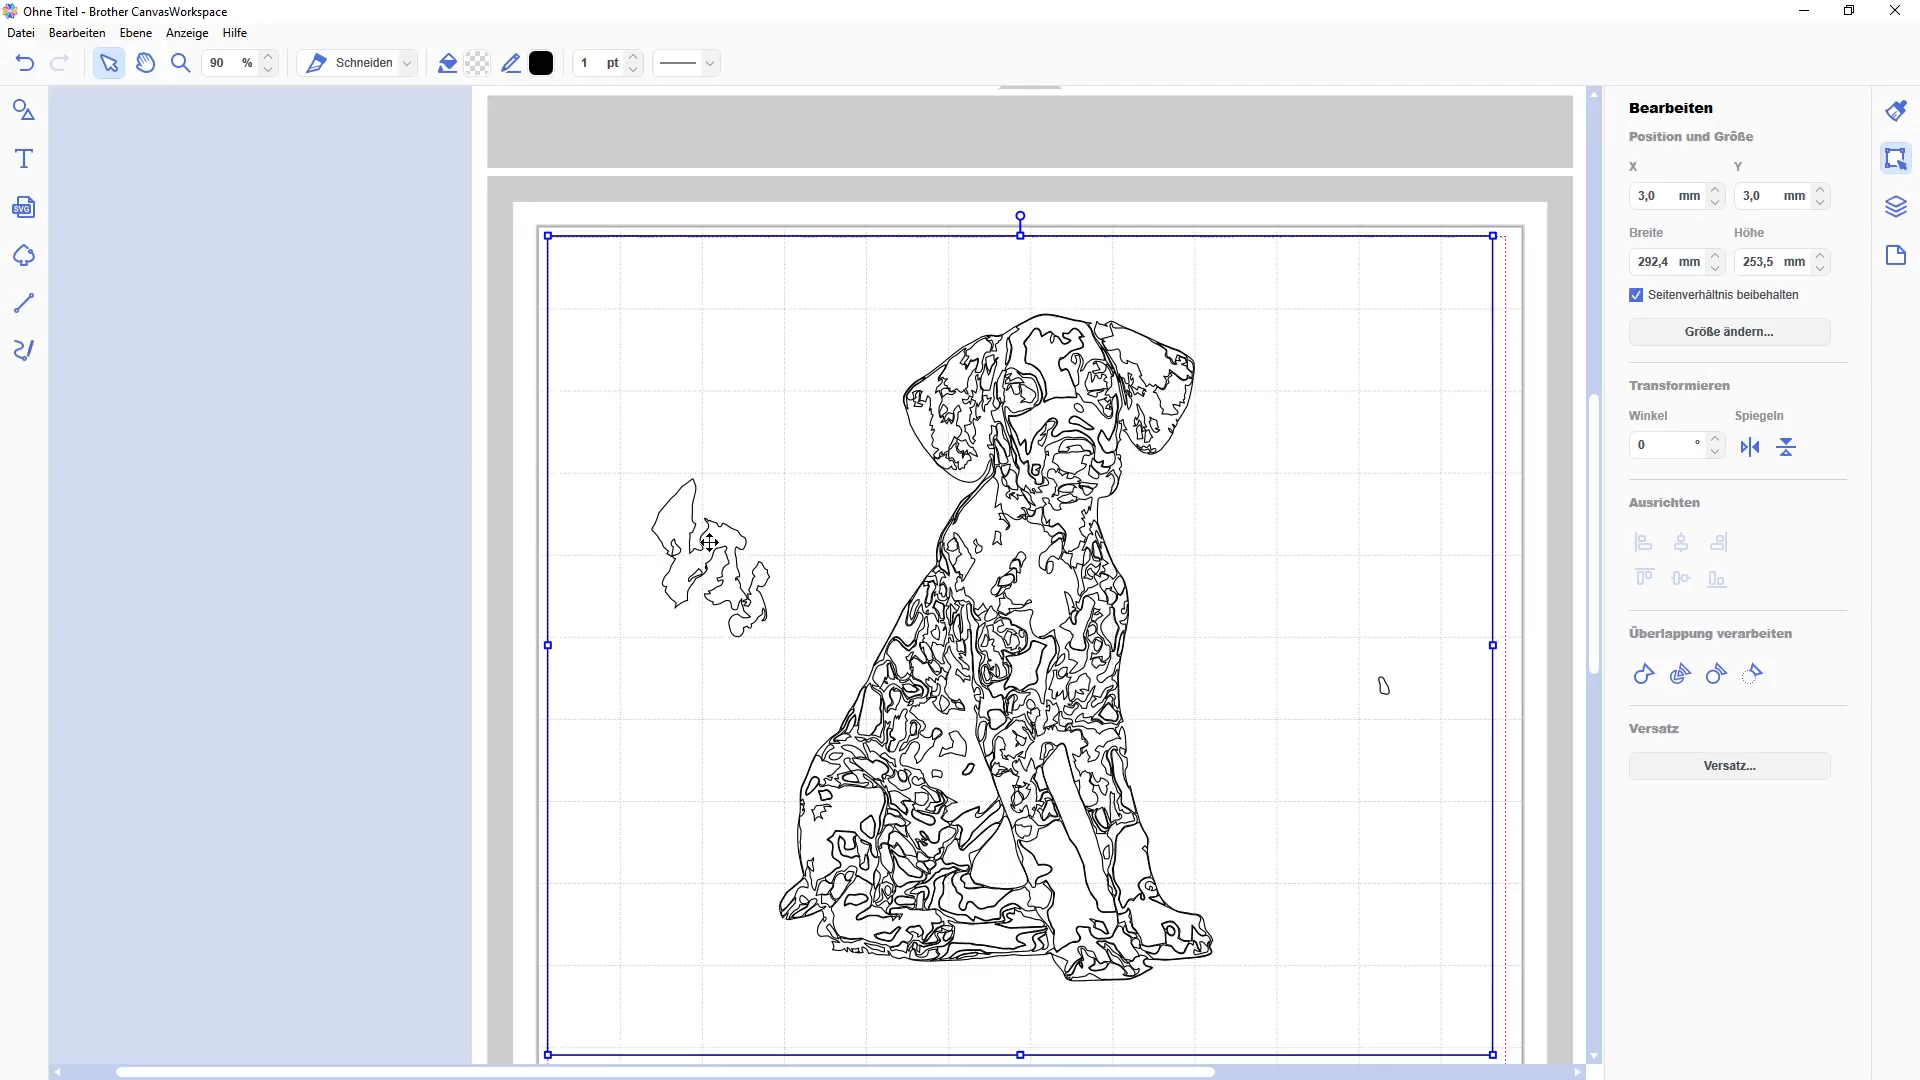 Ohne Titel - Brother CanvasWorkspace
Datei Bearbeiten Ebene Anzeige Hilfe
90 % Schneiden 1 pt
T
SVG
Bearbeiten
Position und Größe
X Y
3,0 mm 3,0 mm
Breite Höhe
292,4 mm 253,5 mm
Seitenverhältnis beibehalten
Größe ändern...
Transformieren
Winkel Spiegeln
0 °
Ausrichten
Überlappung verarbeiten
Versatz
Versatz...